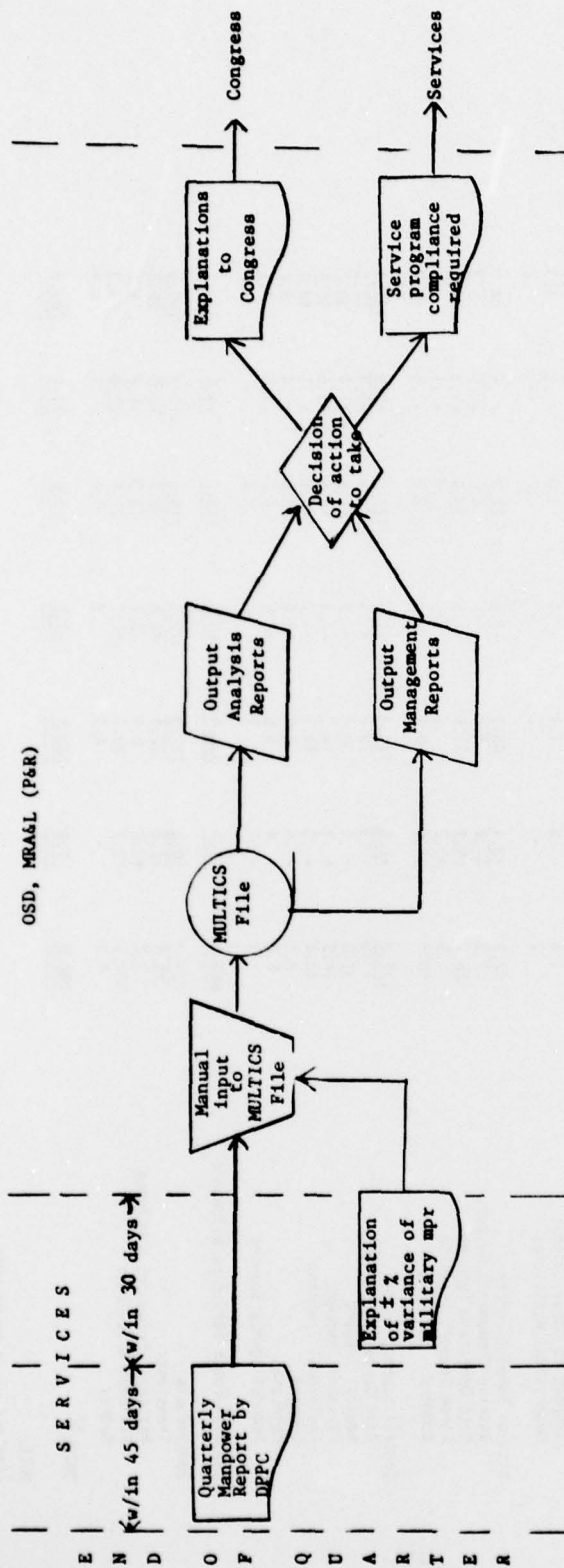 OSD, MRA&L (P&R)
S E R V I C E S
w/in 45 days
w/in 30 days
E N D O F Q U A R T E R
Quarterly
Manpower
Report by
DPPC
Explanation
of ± %
variance of
military mpr
Manual
input
to
MULTICS
File
MULTICS
File
Output
Analysis
Reports
Output
Management
Reports
Decision
of action
to take
Explanations
to
Congress
Service
program
compliance
required
Congress
Services